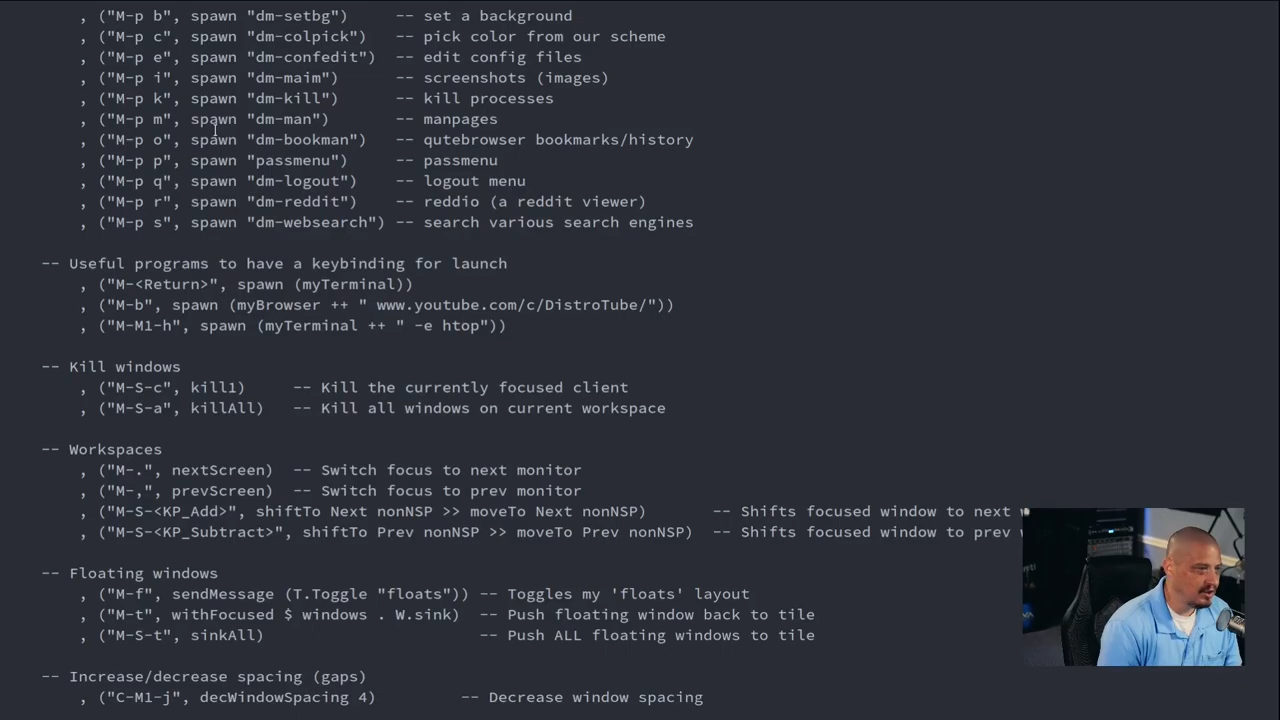 , ("M-p b", spawn "dm-setbg")     -- set a background
, ("M-p c", spawn "dm-colpick")   -- pick color from our scheme
, ("M-p e", spawn "dm-confedit")  -- edit config files
, ("M-p i", spawn "dm-maim")      -- screenshots (images)
, ("M-p k", spawn "dm-kill")      -- kill processes
, ("M-p m", spawn "dm-man")       -- manpages
, ("M-p o", spawn "dm-bookman")   -- qutebrowser bookmarks/history
, ("M-p p", spawn "passmenu")     -- passmenu
, ("M-p q", spawn "dm-logout")    -- logout menu
, ("M-p r", spawn "dm-reddit")    -- reddio (a reddit viewer)
, ("M-p s", spawn "dm-websearch") -- search various search engines
-- Useful programs to have a keybinding for launch
, ("M-<Return>", spawn (myTerminal))
, ("M-b", spawn (myBrowser ++ " www.youtube.com/c/DistroTube/"))
, ("M-M1-h", spawn (myTerminal ++ " -e htop"))
-- Kill windows
, ("M-S-c", kill1)     -- Kill the currently focused client
, ("M-S-a", killAll)   -- Kill all windows on current workspace
-- Workspaces
, ("M-.", nextScreen)  -- Switch focus to next monitor
, ("M-,", prevScreen)  -- Switch focus to prev monitor
, ("M-S-<KP_Add>", shiftTo Next nonNSP >> moveTo Next nonNSP)       -- Shifts focused window to next
, ("M-S-<KP_Subtract>", shiftTo Prev nonNSP >> moveTo Prev nonNSP)  -- Shifts focused window to prev
-- Floating windows
, ("M-f", sendMessage (T.Toggle "floats")) -- Toggles my 'floats' layout
, ("M-t", withFocused $ windows . W.sink)  -- Push floating window back to tile
, ("M-S-t", sinkAll)                       -- Push ALL floating windows to tile
-- Increase/decrease spacing (gaps)
, ("C-M1-j", decWindowSpacing 4)         -- Decrease window spacing